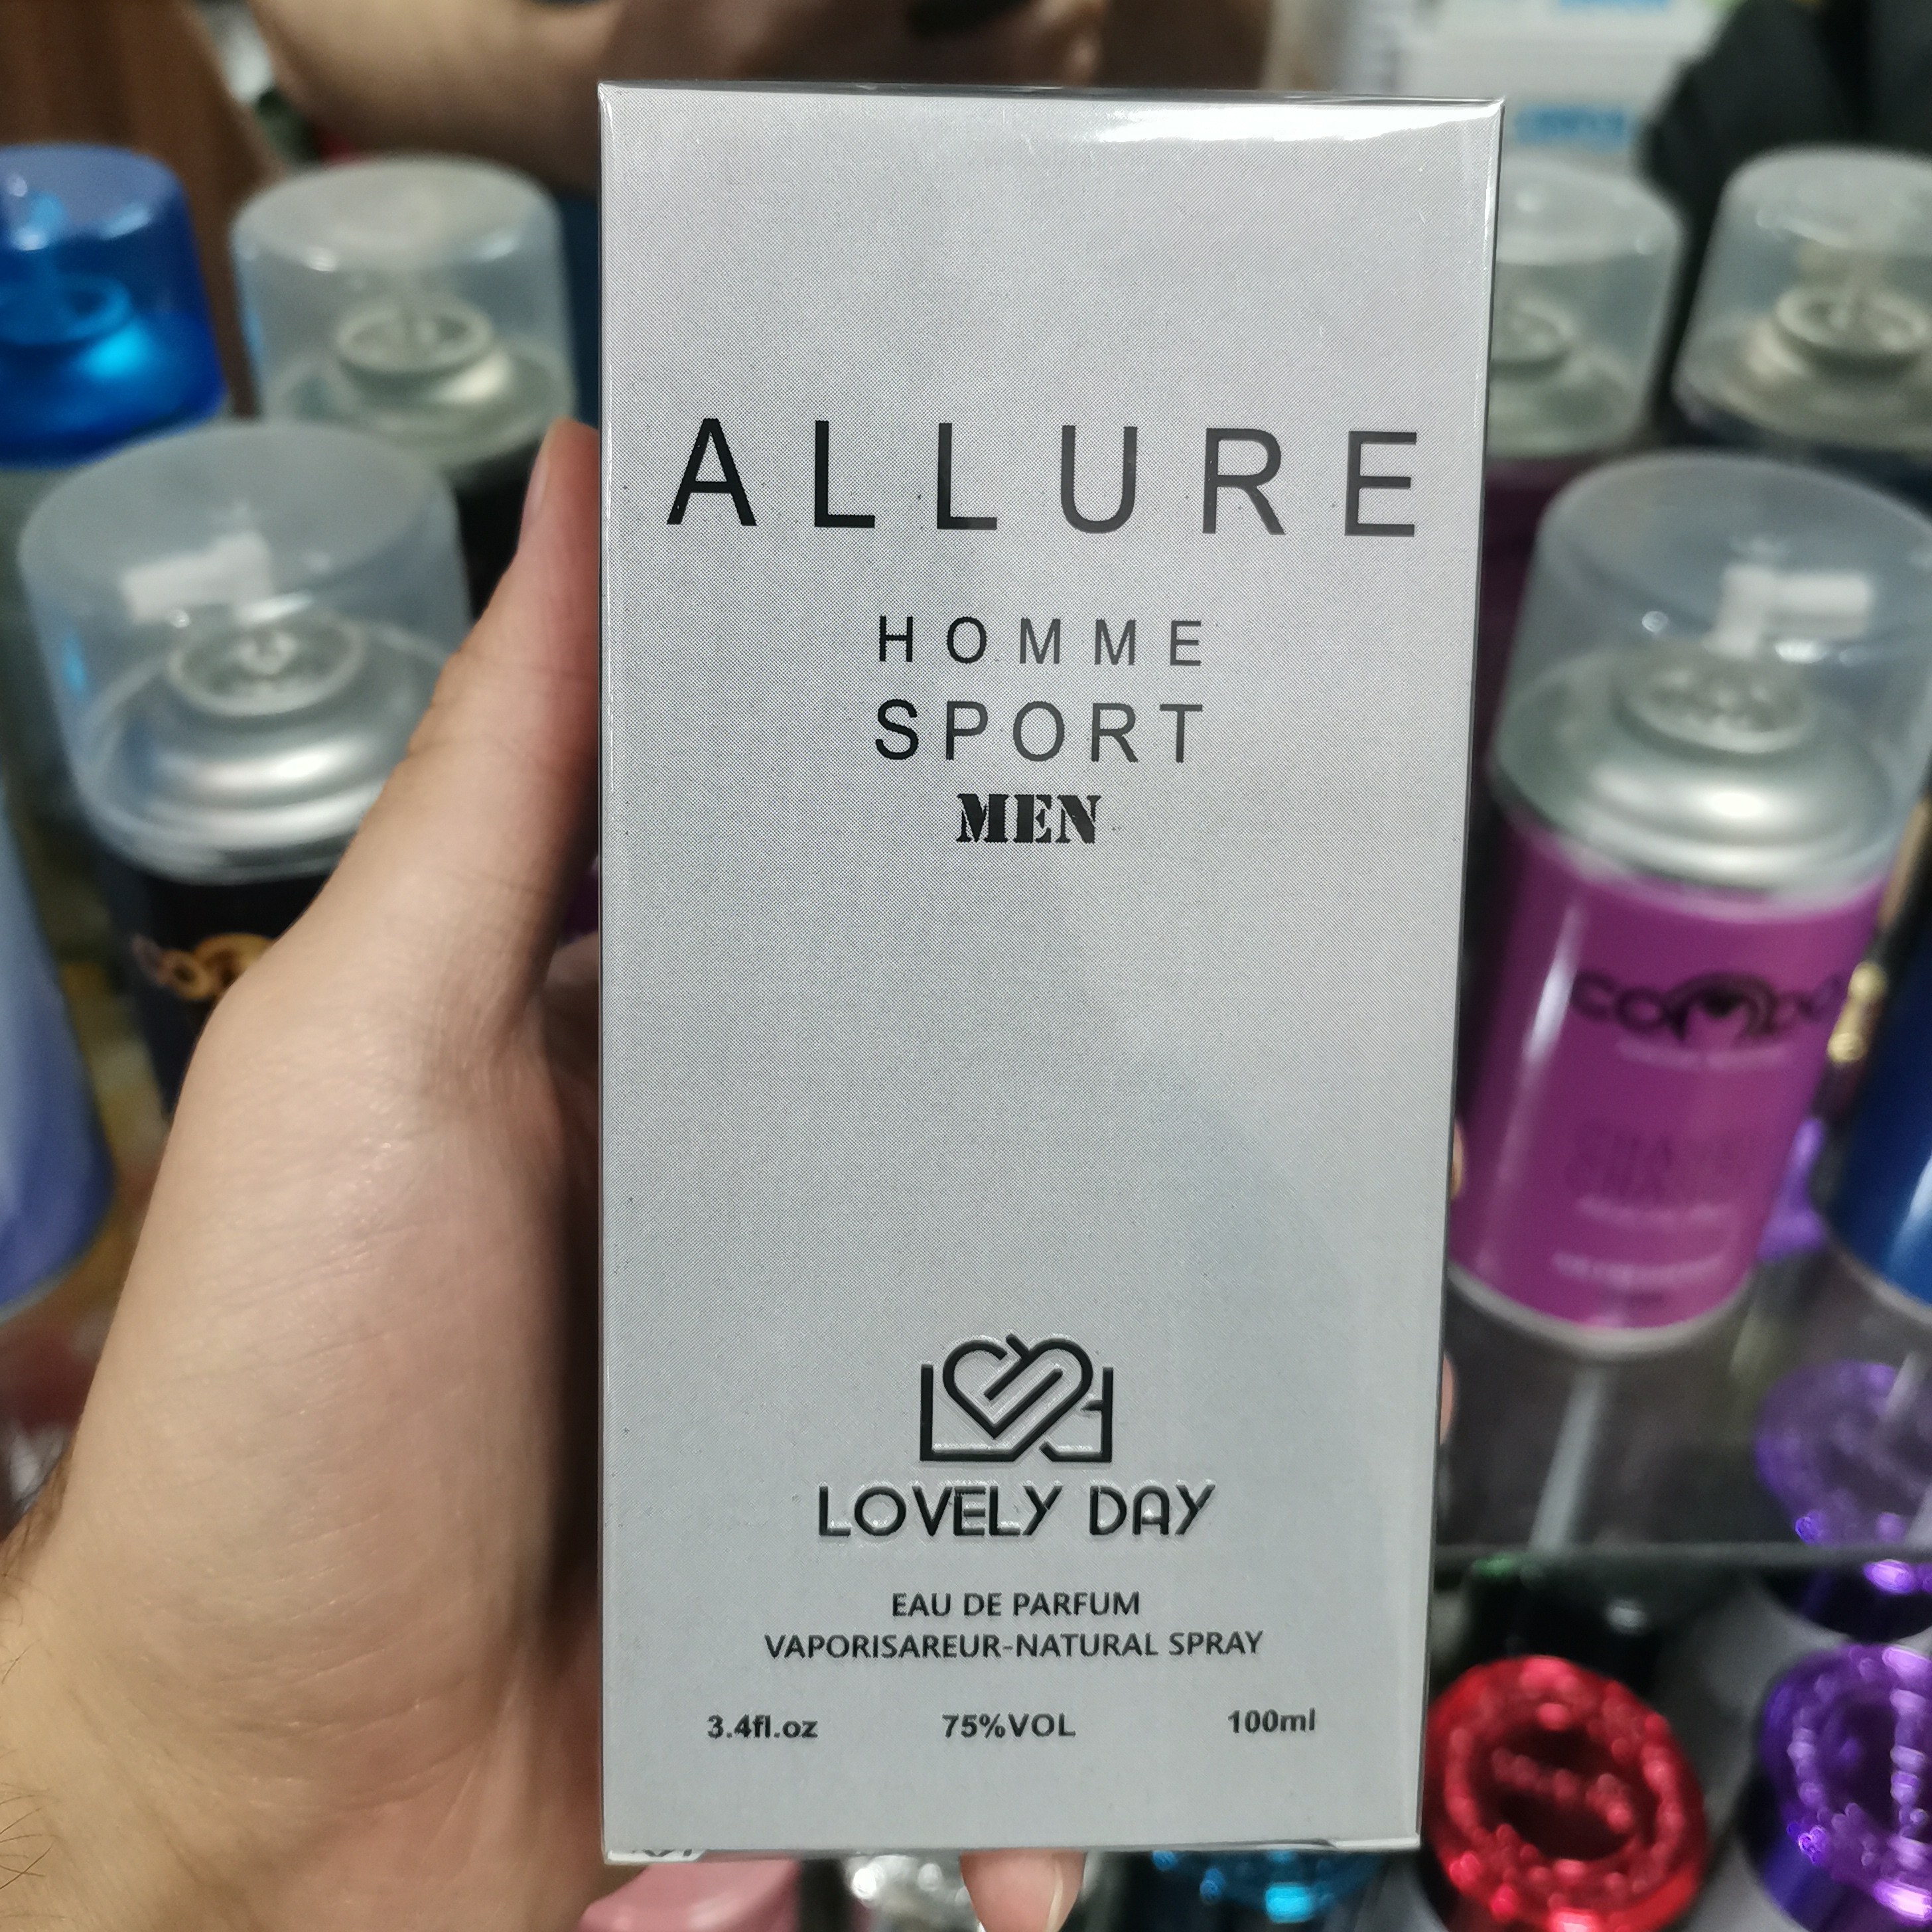 ALLURE
HOMME
SPORT
MEN
LOVELY DAY
EAU DE PARFUM
VAPORISAREUR-NATURAL SPRAY
3.4fl.oz 75%VOL 100ml